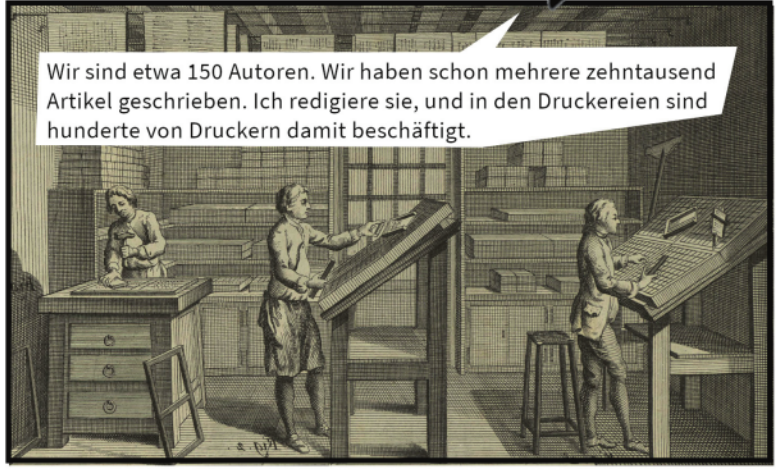 Wir sind etwa 150 Autoren. Wir haben schon mehrere zehntausend
Artikel geschrieben. Ich redigiere sie, und in den Druckereien sind
hunderte von Druckern damit beschäftigt.